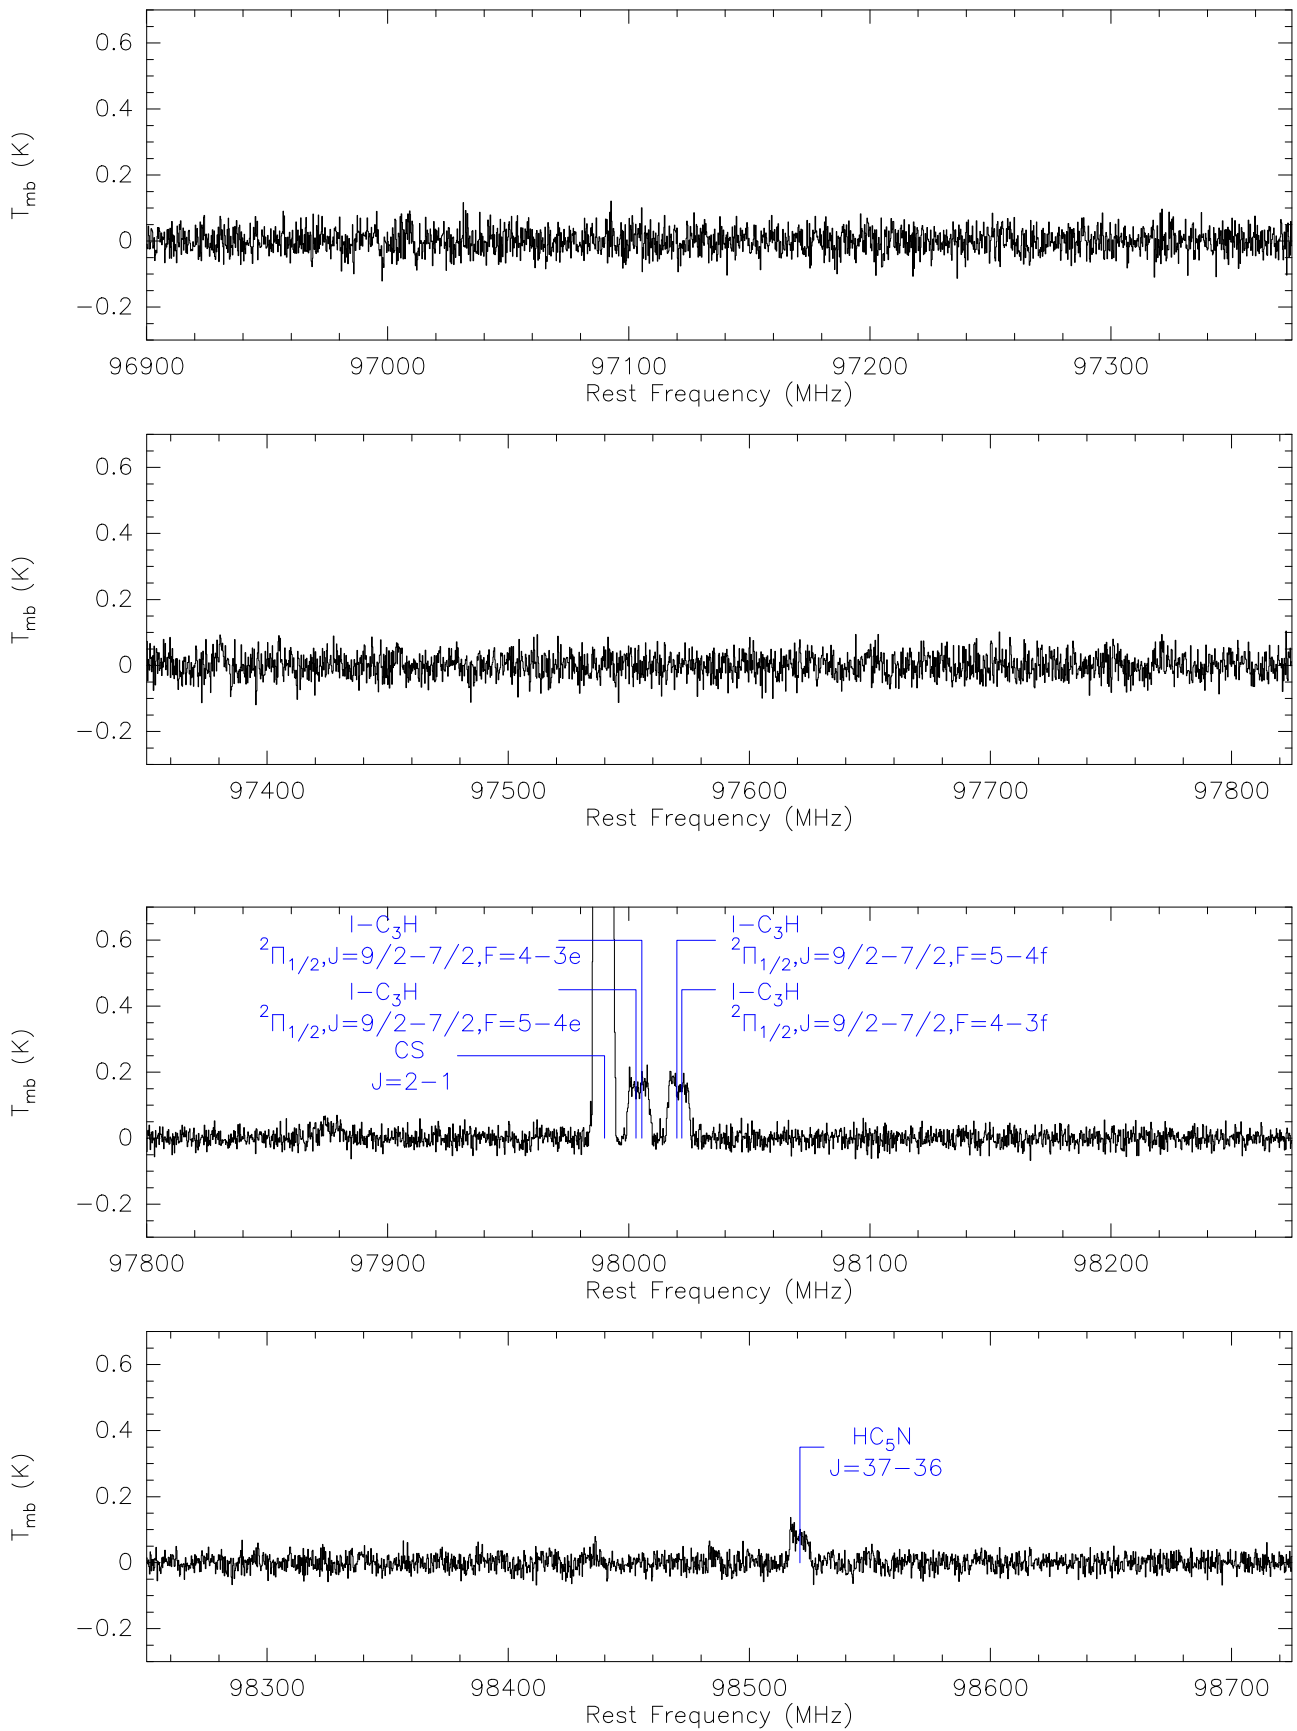 0.6
0.4
0.2
0
−0.2
T_mb (K)
96900 97000 97100 97200 97300
Rest Frequency (MHz)
0.6
0.4
0.2
0
−0.2
T_mb (K)
97400 97500 97600 97700 97800
Rest Frequency (MHz)
0.6
0.4
0.2
0
−0.2
T_mb (K)
l−C₃H
²Π₁/₂,J=9/2−7/2,F=4−3e
l−C₃H
²Π₁/₂,J=9/2−7/2,F=5−4e
CS
J=2−1
l−C₃H
²Π₁/₂,J=9/2−7/2,F=5−4f
l−C₃H
²Π₁/₂,J=9/2−7/2,F=4−3f
97800 97900 98000 98100 98200
Rest Frequency (MHz)
0.6
0.4
0.2
0
−0.2
T_mb (K)
HC₅N
J=37−36
98300 98400 98500 98600 98700
Rest Frequency (MHz)